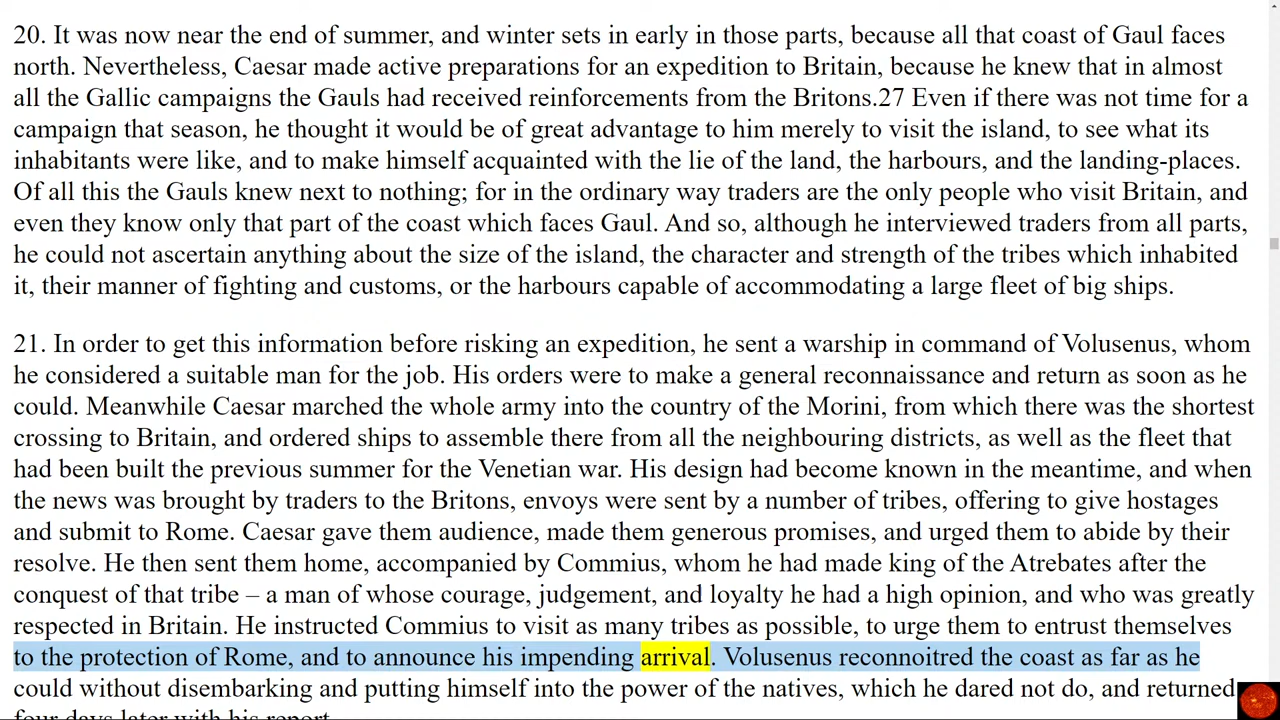 20. It was now near the end of summer, and winter sets in early in those parts, because all that coast of Gaul faces
north. Nevertheless, Caesar made active preparations for an expedition to Britain, because he knew that in almost
all the Gallic campaigns the Gauls had received reinforcements from the Britons.27 Even if there was not time for a
campaign that season, he thought it would be of great advantage to him merely to visit the island, to see what its
inhabitants were like, and to make himself acquainted with the lie of the land, the harbours, and the landing-places.
Of all this the Gauls knew next to nothing; for in the ordinary way traders are the only people who visit Britain, and
even they know only that part of the coast which faces Gaul. And so, although he interviewed traders from all parts,
he could not ascertain anything about the size of the island, the character and strength of the tribes which inhabited
it, their manner of fighting and customs, or the harbours capable of accommodating a large fleet of big ships.
21. In order to get this information before risking an expedition, he sent a warship in command of Volusenus, whom
he considered a suitable man for the job. His orders were to make a general reconnaissance and return as soon as he
could. Meanwhile Caesar marched the whole army into the country of the Morini, from which there was the shortest
crossing to Britain, and ordered ships to assemble there from all the neighbouring districts, as well as the fleet that
had been built the previous summer for the Venetian war. His design had become known in the meantime, and when
the news was brought by traders to the Britons, envoys were sent by a number of tribes, offering to give hostages
and submit to Rome. Caesar gave them audience, made them generous promises, and urged them to abide by their
resolve. He then sent them home, accompanied by Commius, whom he had made king of the Atrebates after the
conquest of that tribe – a man of whose courage, judgement, and loyalty he had a high opinion, and who was greatly
respected in Britain. He instructed Commius to visit as many tribes as possible, to urge them to entrust themselves
to the protection of Rome, and to announce his impending arrival. Volusenus reconnoitred the coast as far as he
could without disembarking and putting himself into the power of the natives, which he dared not do, and returned
four days later with his report.